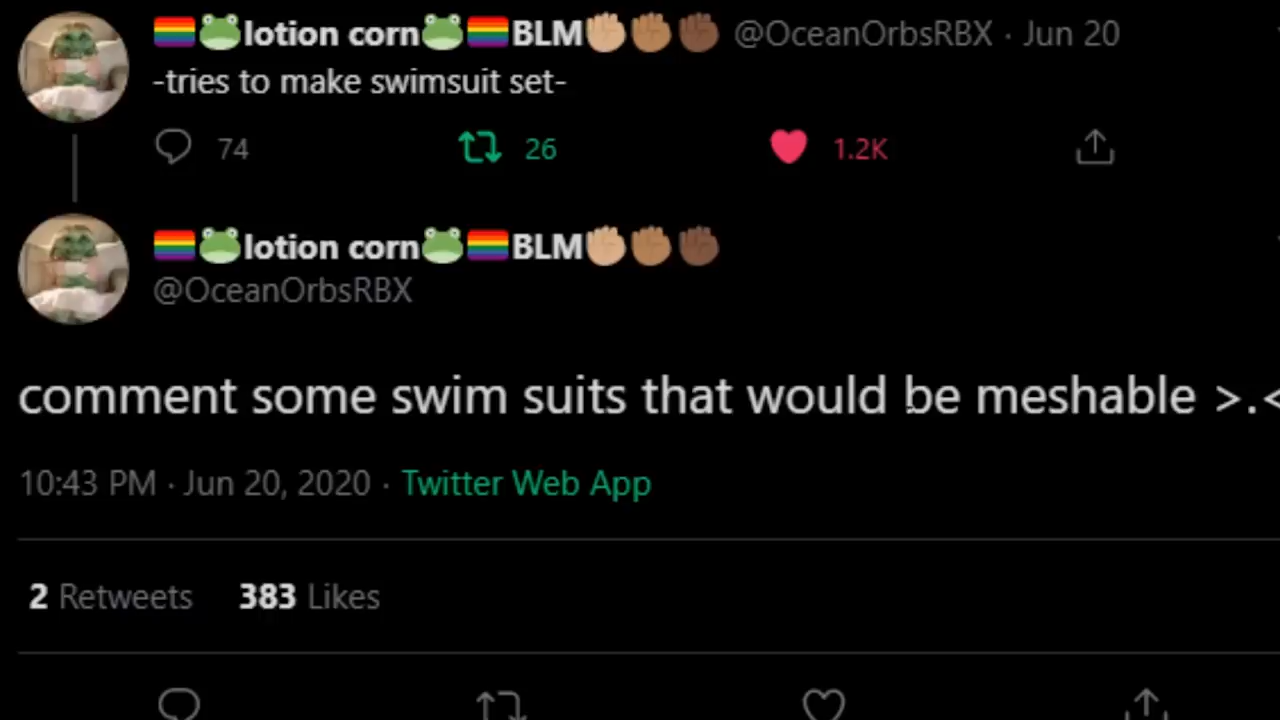 🏳️‍🌈🐸lotion corn🐸🏳️‍🌈BLM✊🏼✊🏽✊🏾 @OceanOrbsRBX · Jun 20
-tries to make swimsuit set-
74 26 1.2K
🏳️‍🌈🐸lotion corn🐸🏳️‍🌈BLM✊🏼✊🏽✊🏾
@OceanOrbsRBX
comment some swim suits that would be meshable >.<
10:43 PM · Jun 20, 2020 · Twitter Web App
2 Retweets 383 Likes